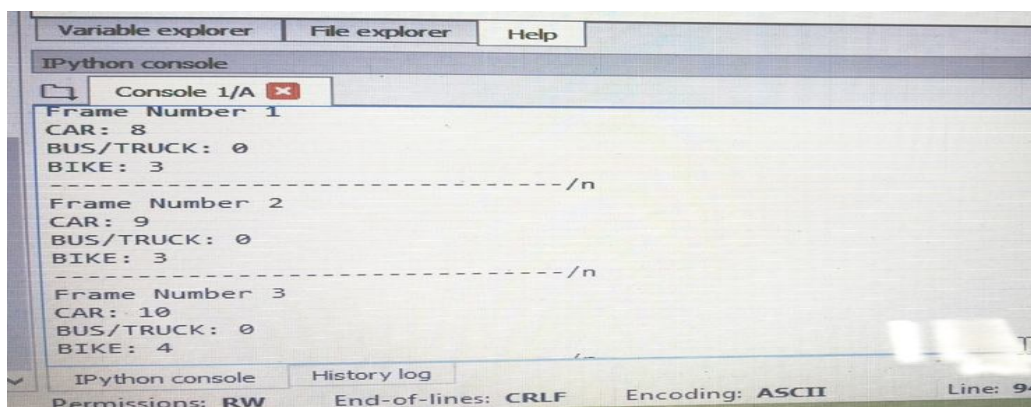 Variable explorer File explorer Help
IPython console
Console 1/A
Frame Number 1
CAR: 8
BUS/TRUCK: 0
BIKE: 3
--------------------------------/n
Frame Number 2
CAR: 9
BUS/TRUCK: 0
BIKE: 3
--------------------------------/n
Frame Number 3
CAR: 10
BUS/TRUCK: 0
BIKE: 4
IPython console History log
Permissions: RW End-of-lines: CRLF Encoding: ASCII Line: